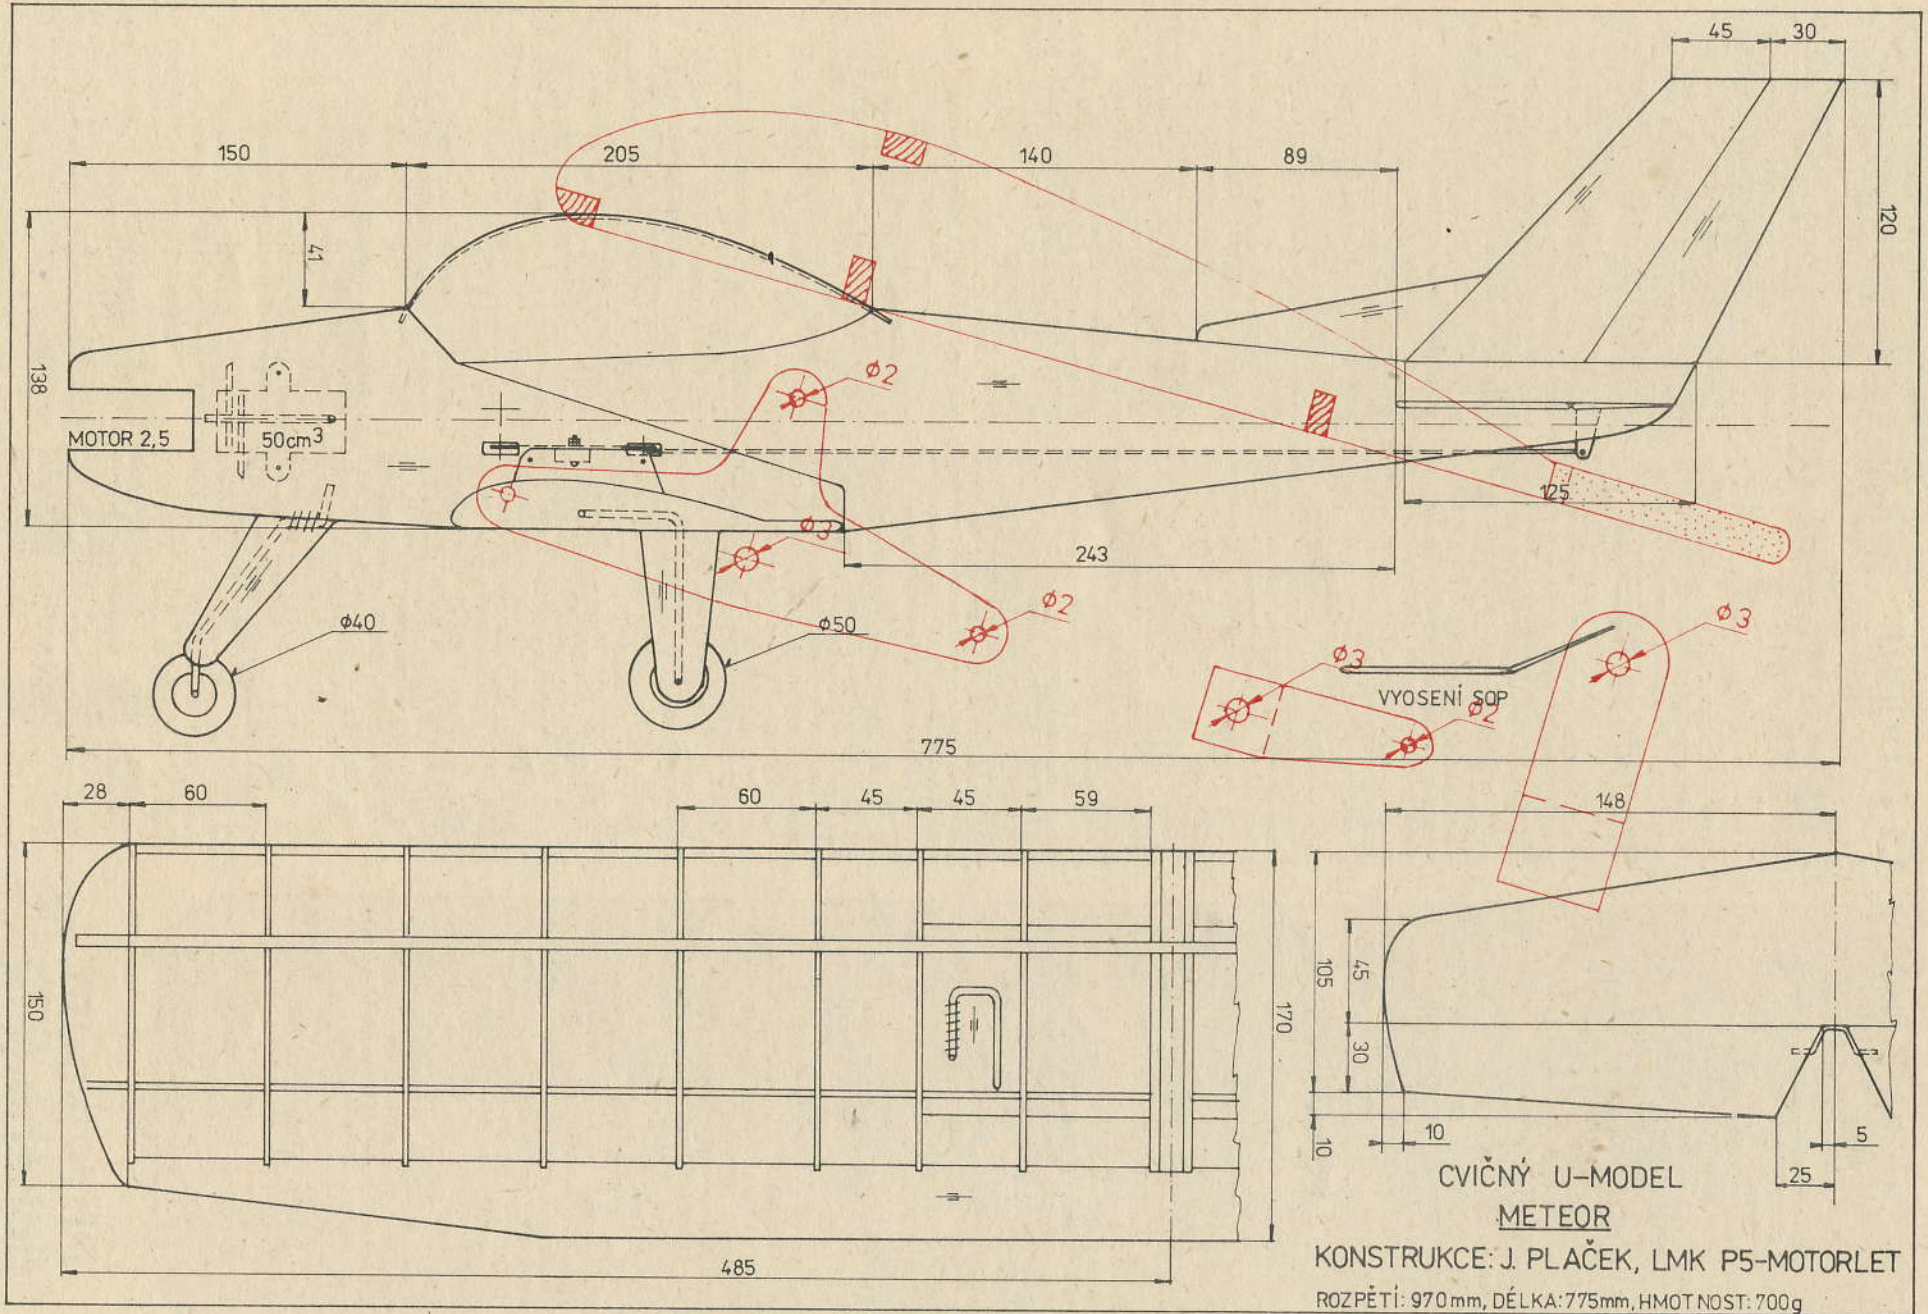 45 30
150 205 140 89
120
41
138
ø2
MOTOR 2,5
50cm³
125
ø3
243
ø40
ø50
ø2
ø3
ø3
VYOSENÍ SOP
ø2
775
28 60 60 45 45 59
148
150
170
105
45
30
10
10
5
25
485
CVIČNÝ U-MODEL
METEOR
KONSTRUKCE: J. PLAČEK, LMK P5-MOTORLET
ROZPĚTÍ: 970mm, DÉLKA: 775mm, HMOTNOST: 700g